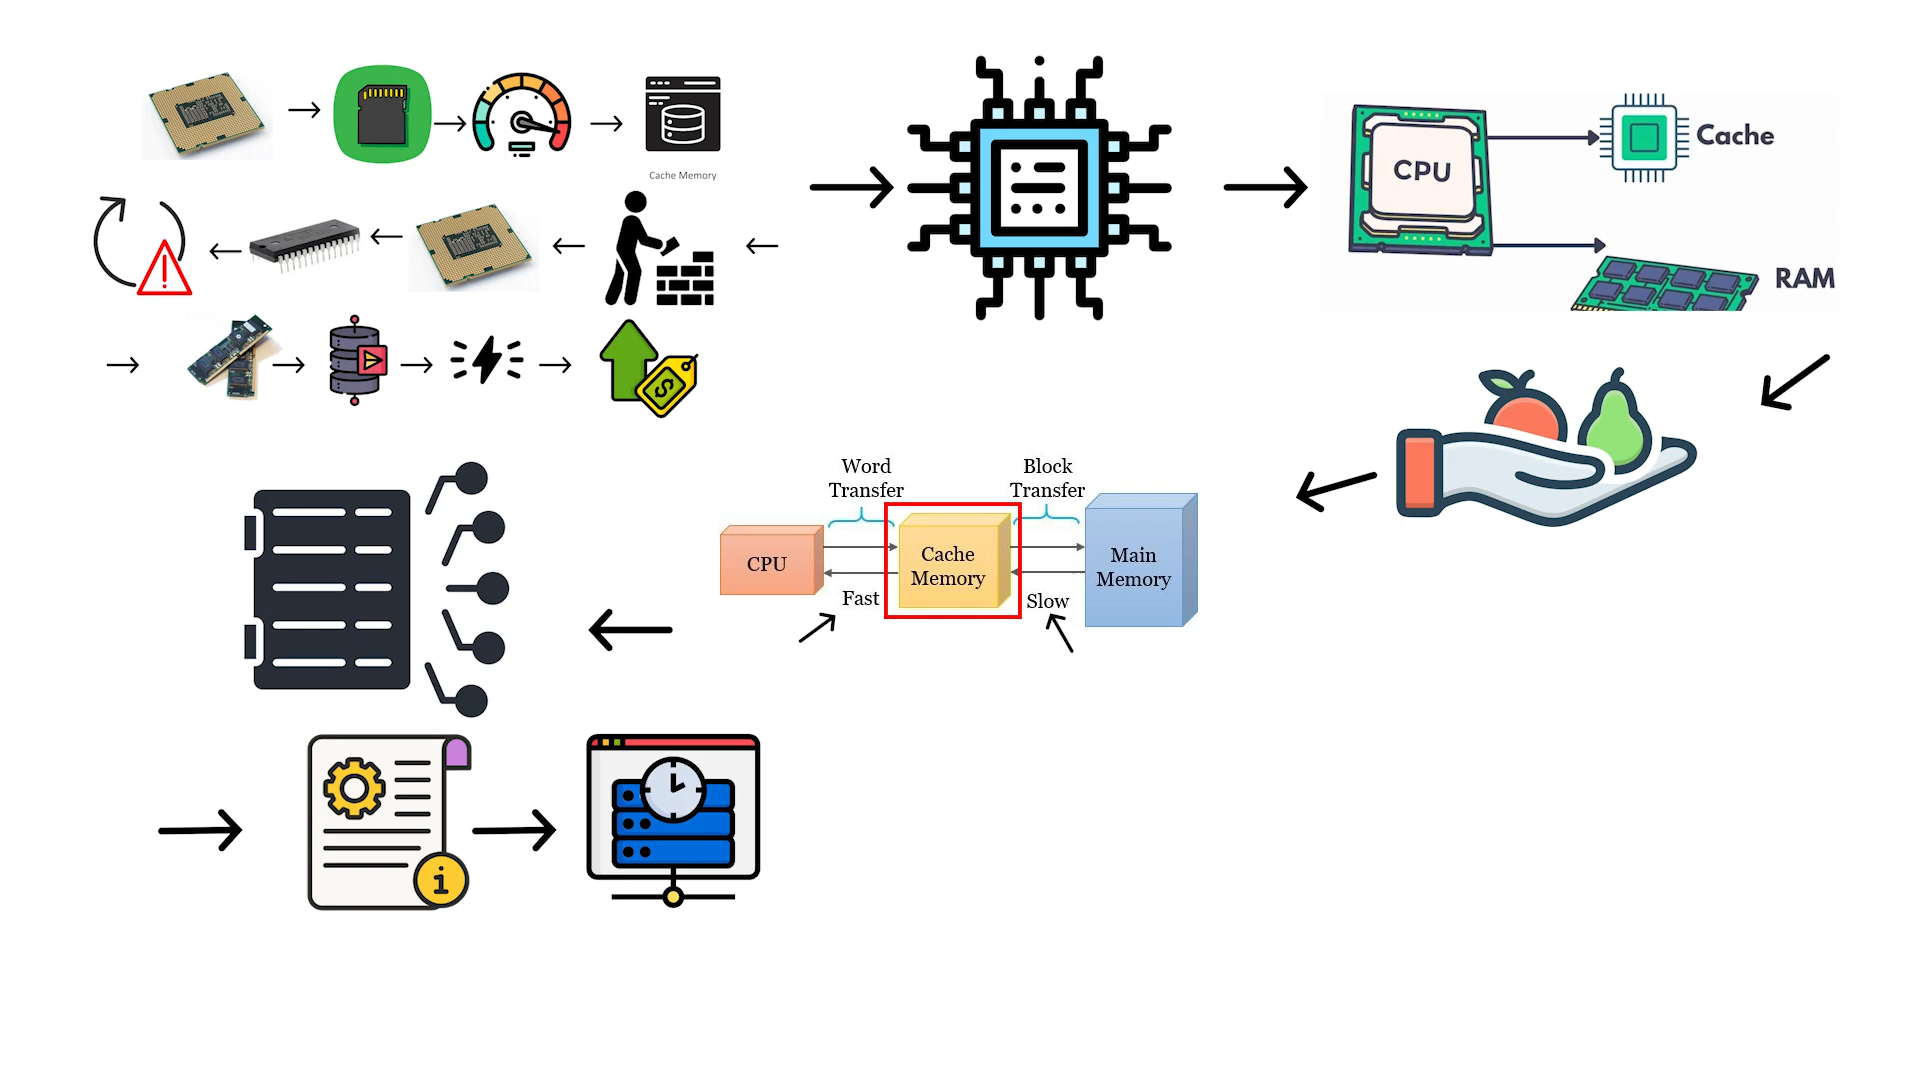 Cache Memory
CPU
Cache
RAM
Word
Transfer
Block
Transfer
CPU
Cache
Memory
Main
Memory
Fast
Slow